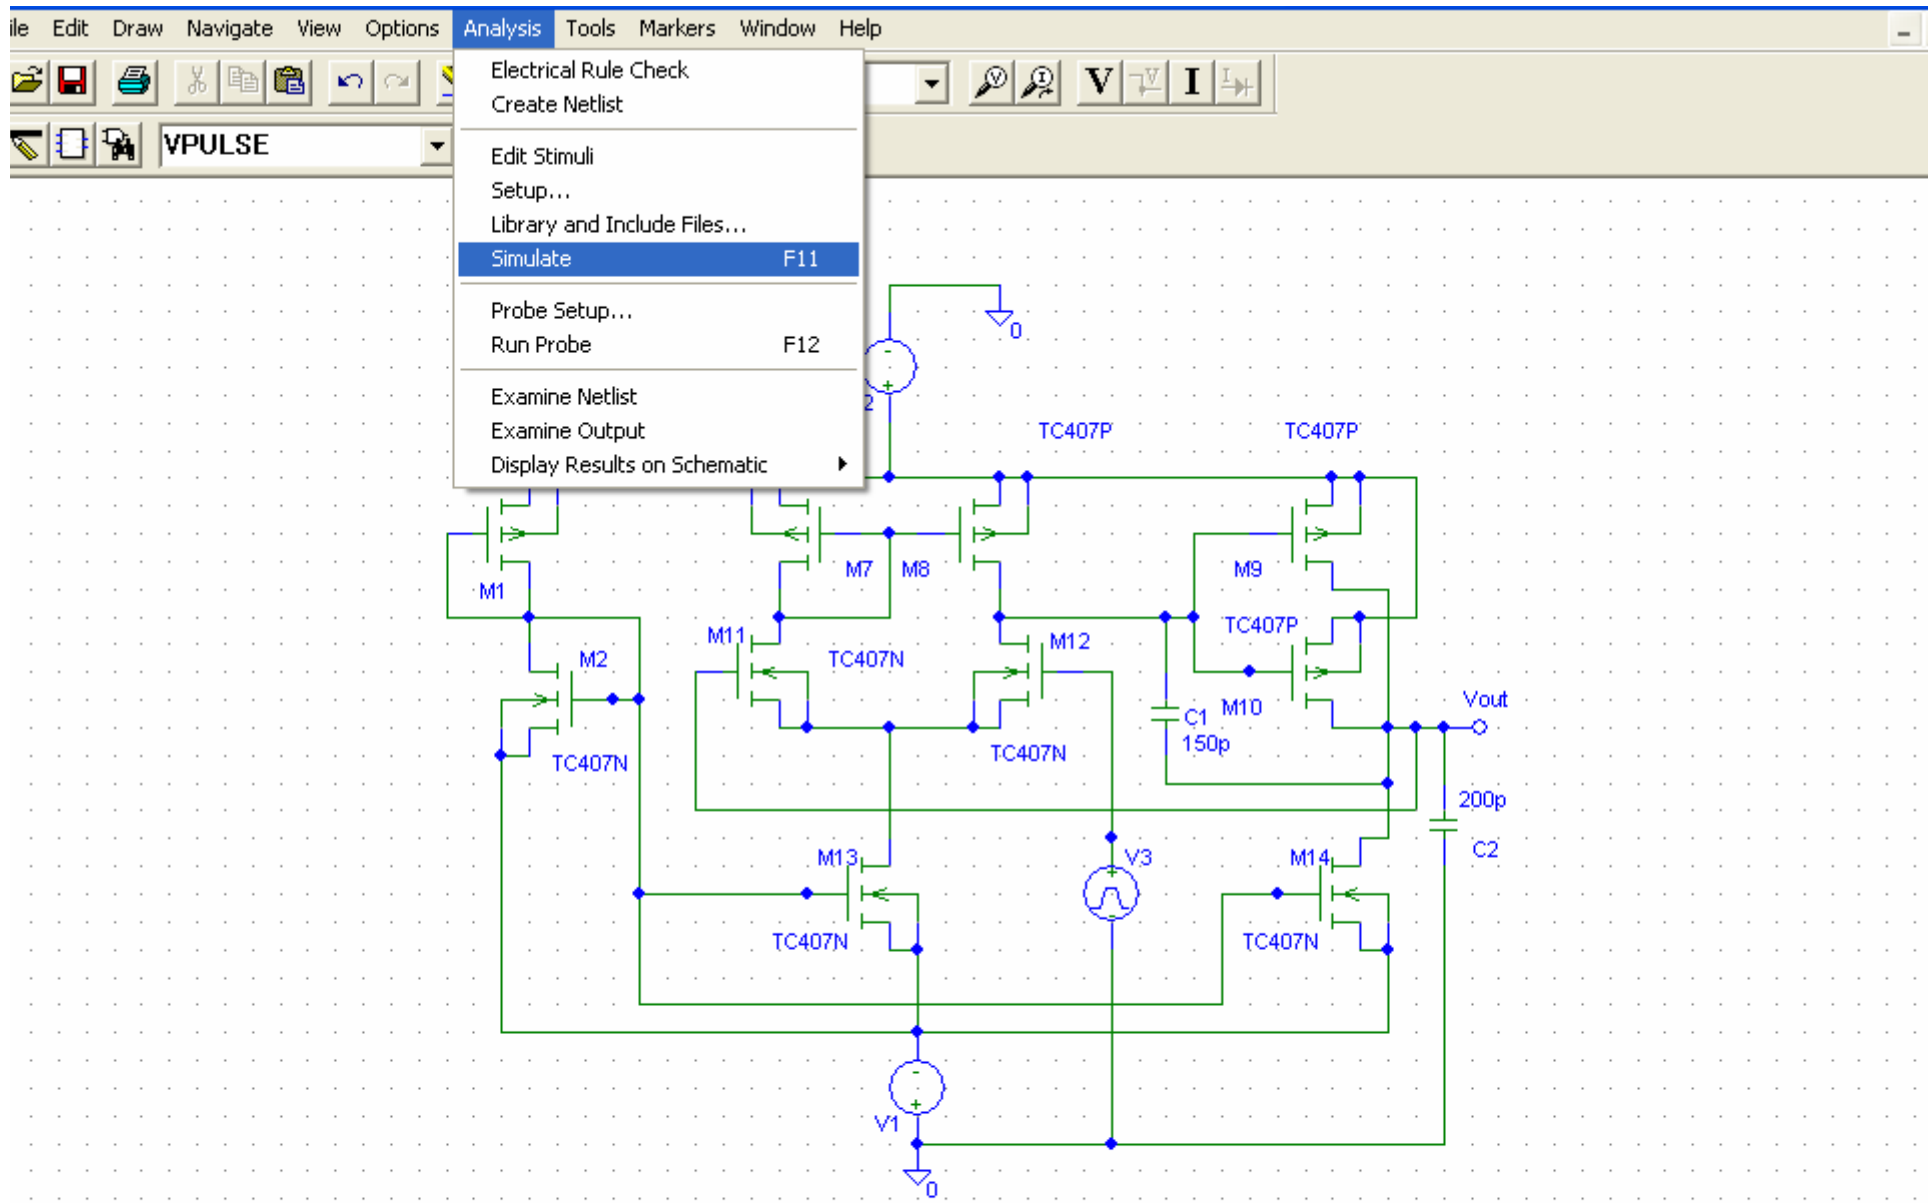 ile Edit Draw Navigate View Options Analysis Tools Markers Window Help
V I
V V I I
VPULSE
Electrical Rule Check
Create Netlist
Edit Stimuli
Setup...
Library and Include Files...
Simulate F11
Probe Setup...
Run Probe F12
Examine Netlist
Examine Output
Display Results on Schematic
0
-
+
2
TC407P TC407P
M1
M7 M8 M9
M11 M12
TC407P
M2
TC407N
M10
Vout
C1
150p
TC407N
TC407N
200p
C2
M13
V3
+
-
M14
TC407N
TC407N
-
+
V1
0